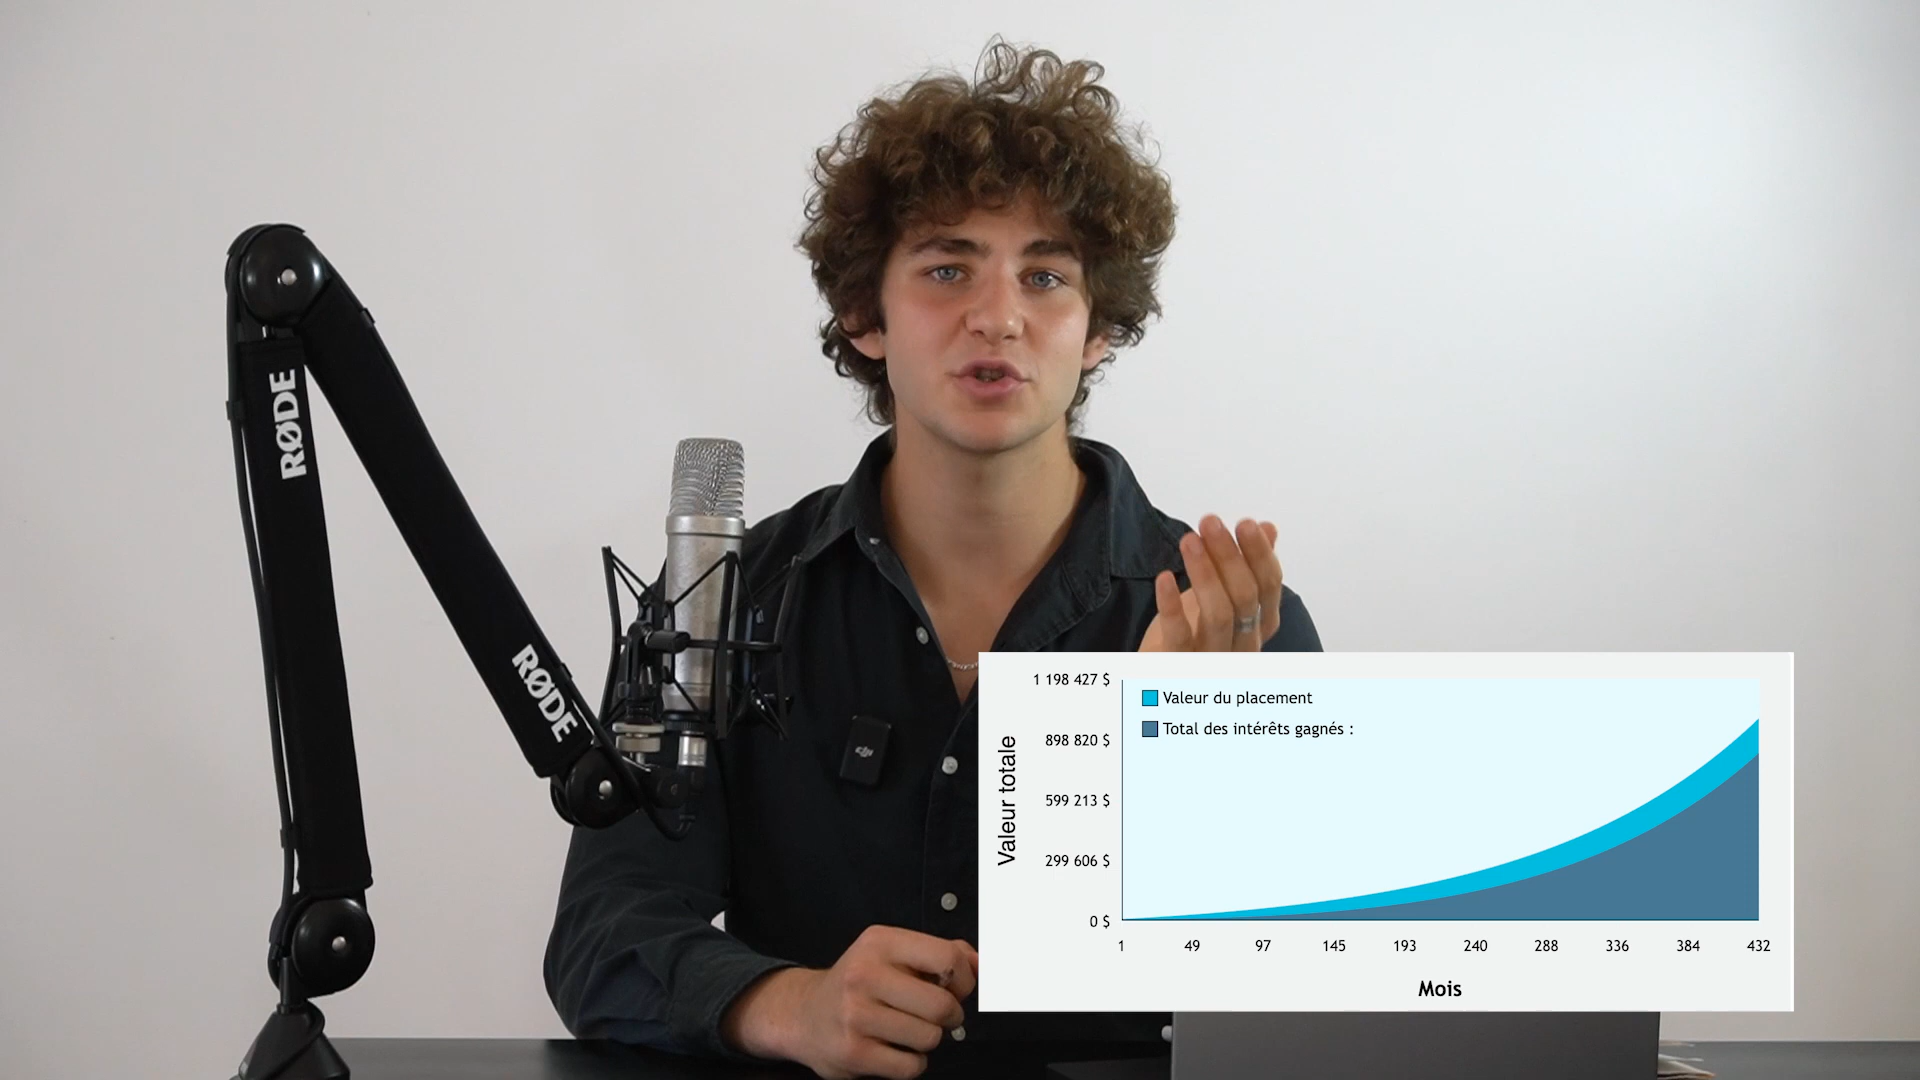 RØDE
RØDE
dji
1 198 427 $
898 820 $
599 213 $
299 606 $
0 $
Valeur totale
Valeur du placement
Total des intérêts gagnés :
1 49 97 145 193 240 288 336 384 432
Mois